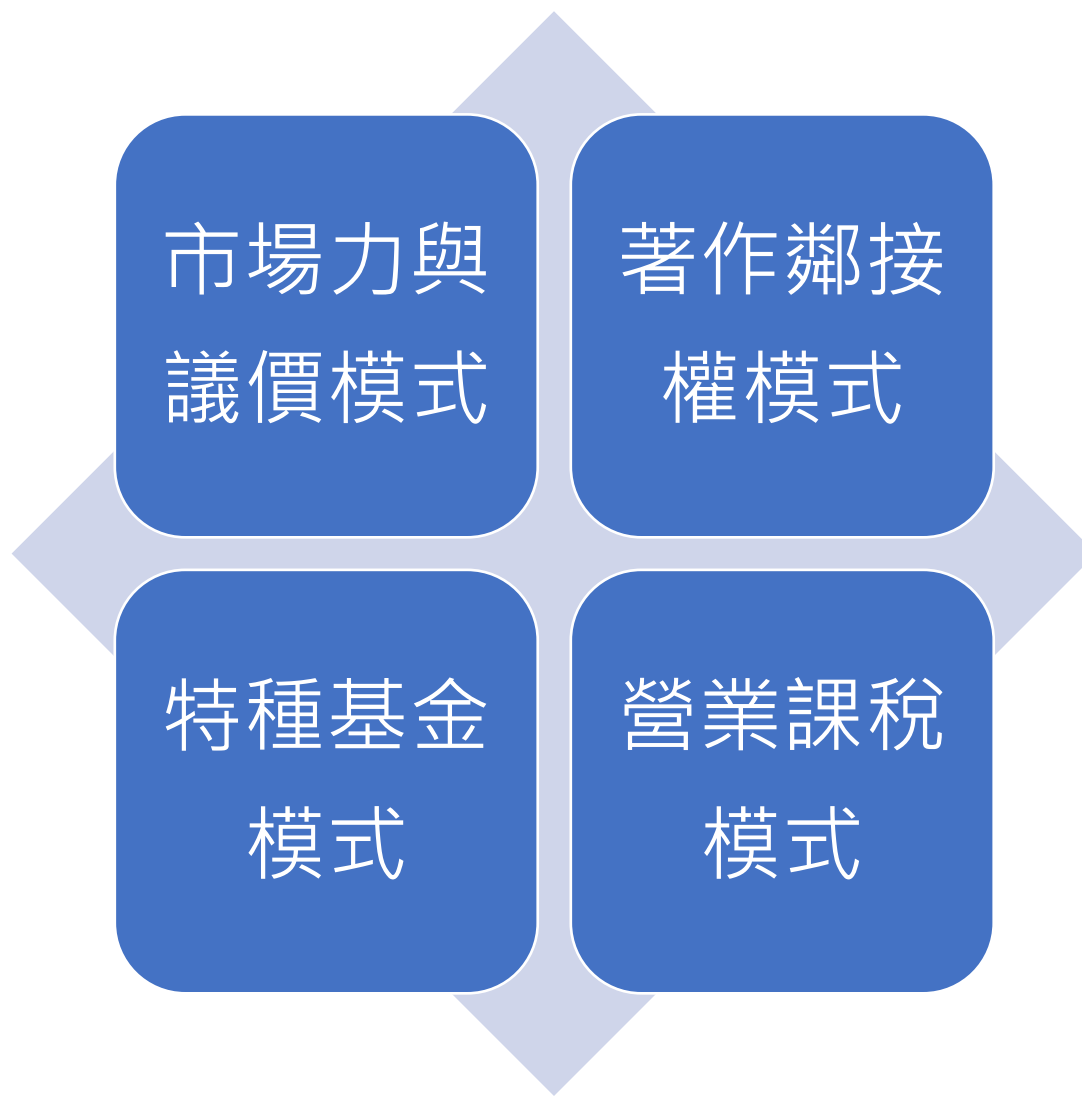 市場力與
議價模式
著作鄰接
權模式
特種基金
模式
營業課稅
模式